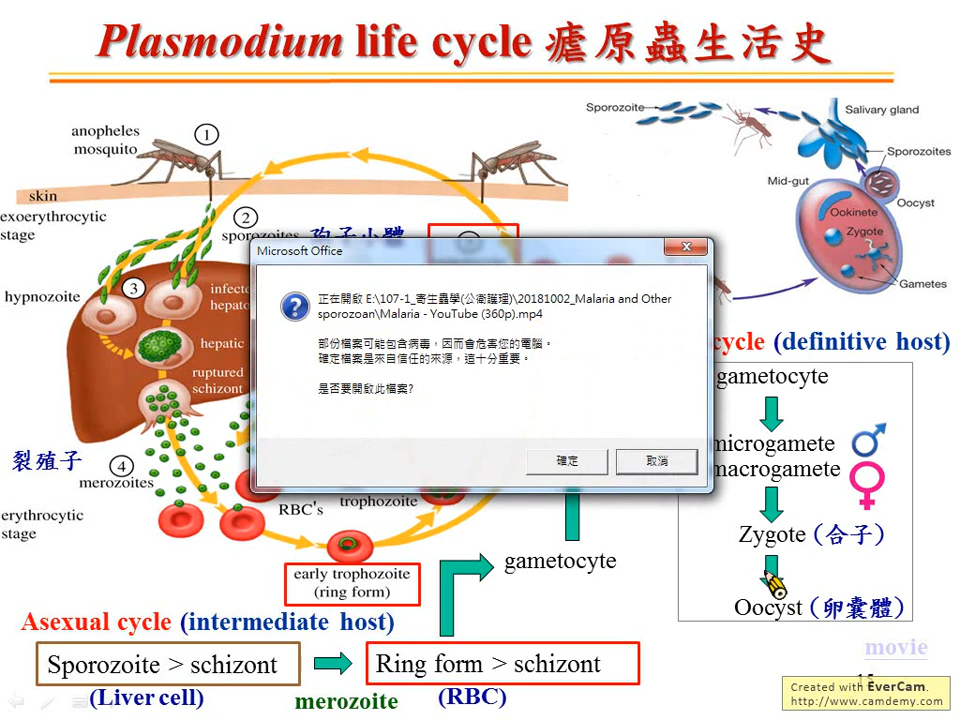 Plasmodium life cycle 瘧原蟲生活史
anopheles
mosquito
1
skin
exoerythrocytic
stage
2
sporozoites
孢子小體
hypnozoite
3
infecte
hepato
hepatic
ruptured
schizont
裂殖子
4
merozoites
RBC's
trophozoite
erythrocytic
stage
early trophozoite
(ring form)
Sporozoite
Salivary gland
Sporozoites
Mid-gut
Oocyst
Ookinete
Zygote
Gametes
Microsoft Office
正在開啟 E:\107-1_寄生蟲學(公衛護理)\20181002_Malaria and Other
sporozoan\Malaria - YouTube (360p).mp4
部份檔案可能包含病毒，因而會危害您的電腦。
確定檔案是來自信任的來源，這十分重要。
是否要開啟此檔案?
確定
取消
cycle (definitive host)
gametocyte
microgamete
macrogamete
Zygote (合子)
Oocyst (卵囊體)
gametocyte
Asexual cycle (intermediate host)
Sporozoite > schizont
Ring form > schizont
(Liver cell)
merozoite
(RBC)
movie
15
Created with EverCam.
http://www.camdemy.com